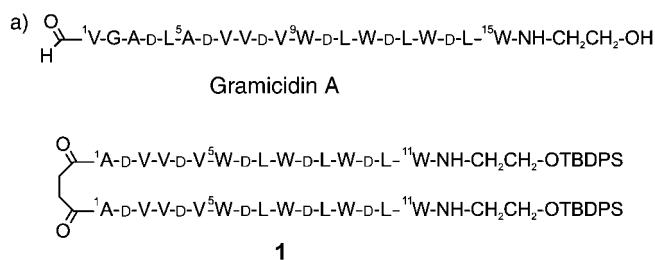 a)
O
H
¹V-G-A-D-L-⁵A-D-V-V-D-V-⁹W-D-L-W-D-L-W-D-L-¹⁵W-NH-CH₂CH₂-OH
Gramicidin A
O
¹A-D-V-V-D-V-⁵W-D-L-W-D-L-W-D-L-¹¹W-NH-CH₂CH₂-OTBDPS
¹A-D-V-V-D-V-⁵W-D-L-W-D-L-W-D-L-¹¹W-NH-CH₂CH₂-OTBDPS
O
1